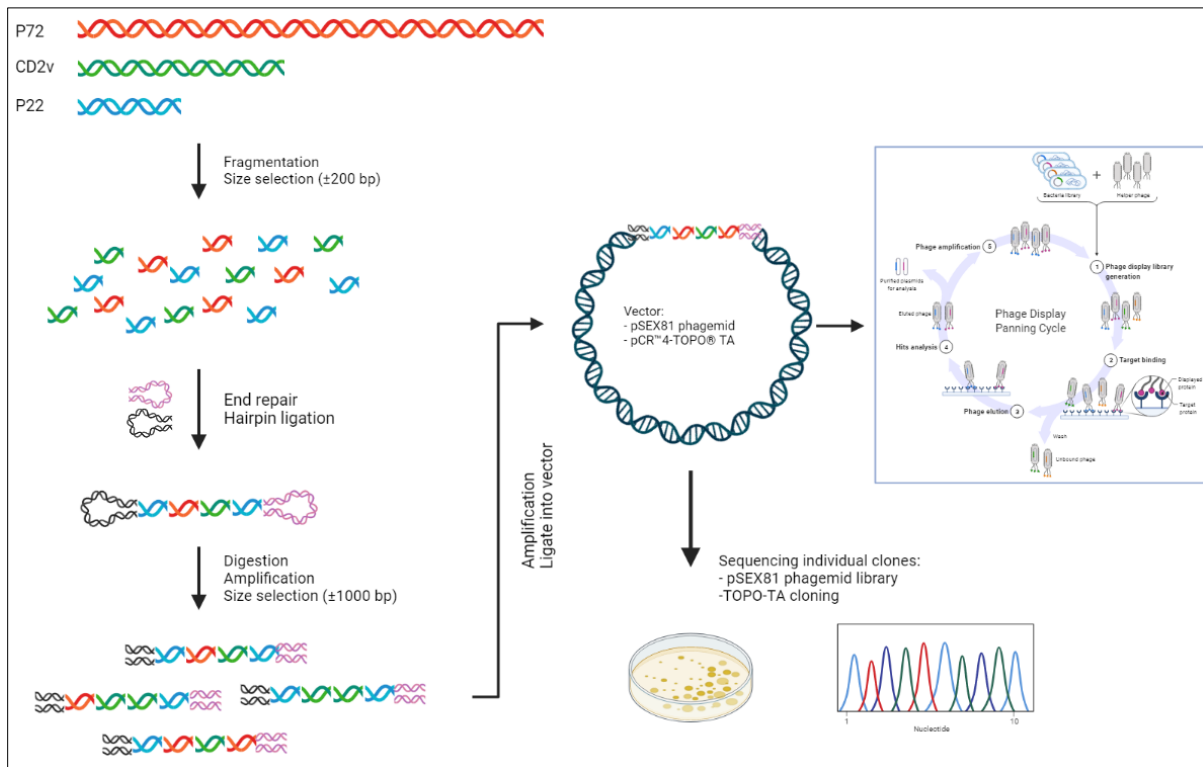 P72
CD2v
P22
Fragmentation
Size selection (±200 bp)
End repair
Hairpin ligation
Digestion
Amplification
Size selection (±1000 bp)
Amplification
Ligate into vector
Vector:
- pSEX81 phagemid
- pCR™4-TOPO® TA
Sequencing individual clones:
- pSEX81 phagemid library
-TOPO-TA cloning
1
10
Nucleotide
Bacteria library
+
Helper phage
Phage amplification
5
1
Phage display library
generation
Purified plasmids
for analysis
Eluted phage
Phage Display
Panning Cycle
Hits analysis
4
2
Target binding
Displayed
protein
Target
protein
Phage elution
3
Wash
Unbound phage